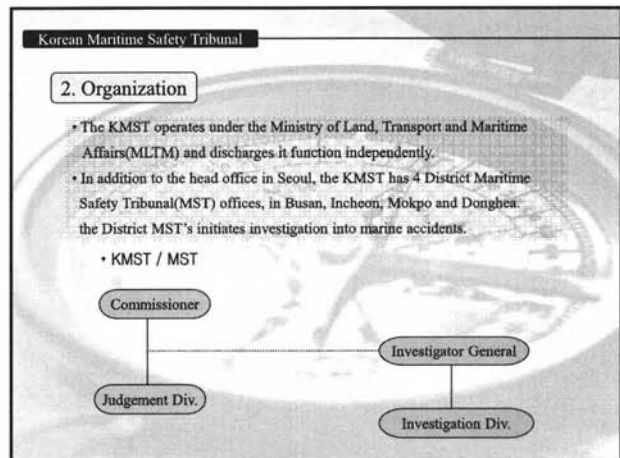 Korean Maritime Safety Tribunal
2. Organization
• The KMST operates under the Ministry of Land, Transport and Maritime
Affairs(MLTM) and discharges it function independently.
• In addition to the head office in Seoul, the KMST has 4 District Maritime
Safety Tribunal(MST) offices, in Busan, Incheon, Mokpo and Donghea.
the District MST's initiates investigation into marine accidents.
• KMST / MST
Commissioner
Investigator General
Judgement Div.
Investigation Div.